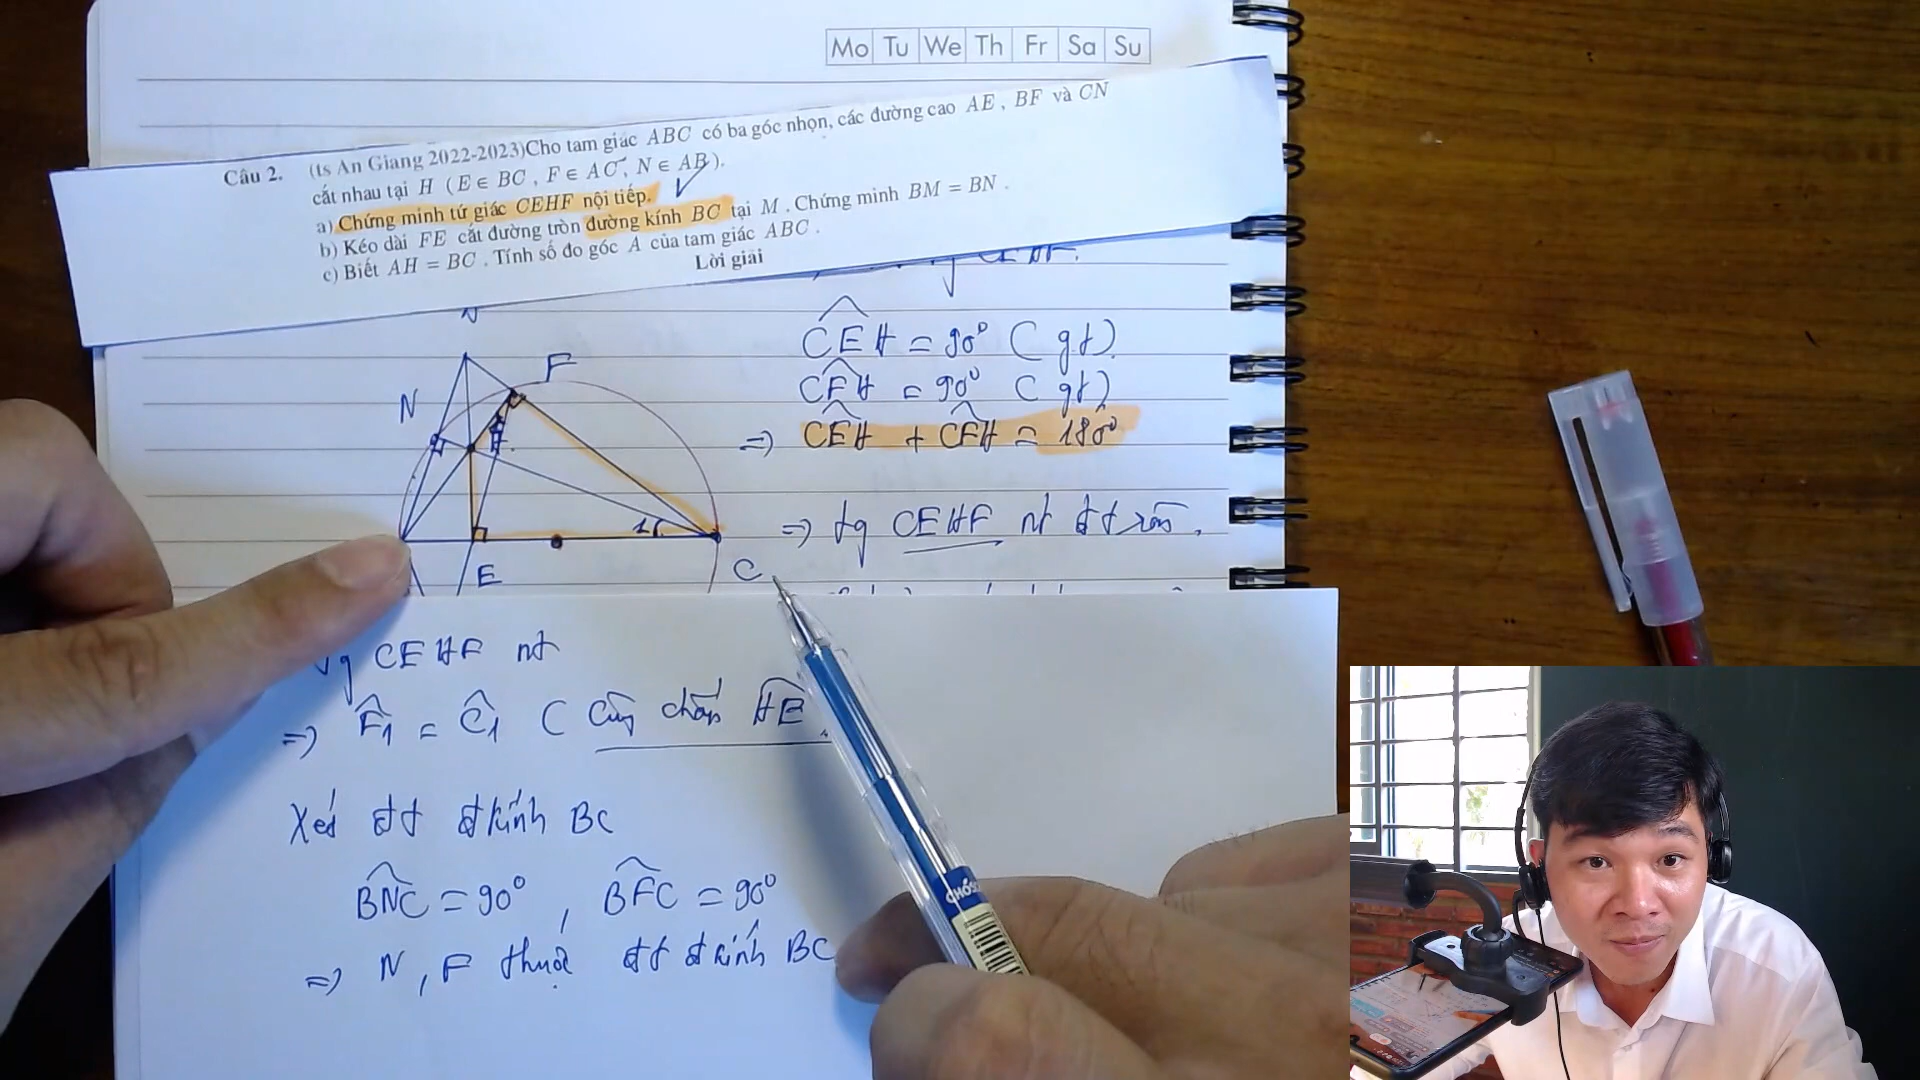 Mo Tu We Th Fr Sa Su
Câu 2. (ts An Giang 2022-2023)Cho tam giác ABC có ba góc nhọn, các đường cao AE , BF và CN
cắt nhau tại H ( E ∈ BC , F ∈ AC , N ∈ AB ).
a) Chứng minh tứ giác CEHF nội tiếp.
b) Kéo dài FE cắt đường tròn đường kính BC tại M . Chứng minh BM = BN .
c) Biết AH = BC . Tính số đo góc A của tam giác ABC .
Lời giải
CEH = 90° ( gt )
CFH = 90° ( gt )
=> CEH + CFH = 180°
=> tg CEHF nt đt tròn.
N
F
1
E
C
tg CEHF nt
=> F1 = C1 ( Cùng chắn HE
Xét đt đkính BC
BNC = 90° , BFC = 90°
=> N, F thuộc đt đkính BC